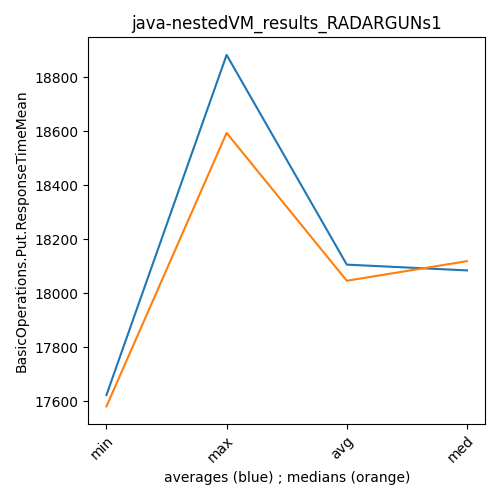 java-nestedVM_results_RADARGUNs1
BasicOperations.Put.ResponseTimeMean
18800
18600
18400
18200
18000
17800
17600
min
max
avg
med
averages (blue) ; medians (orange)